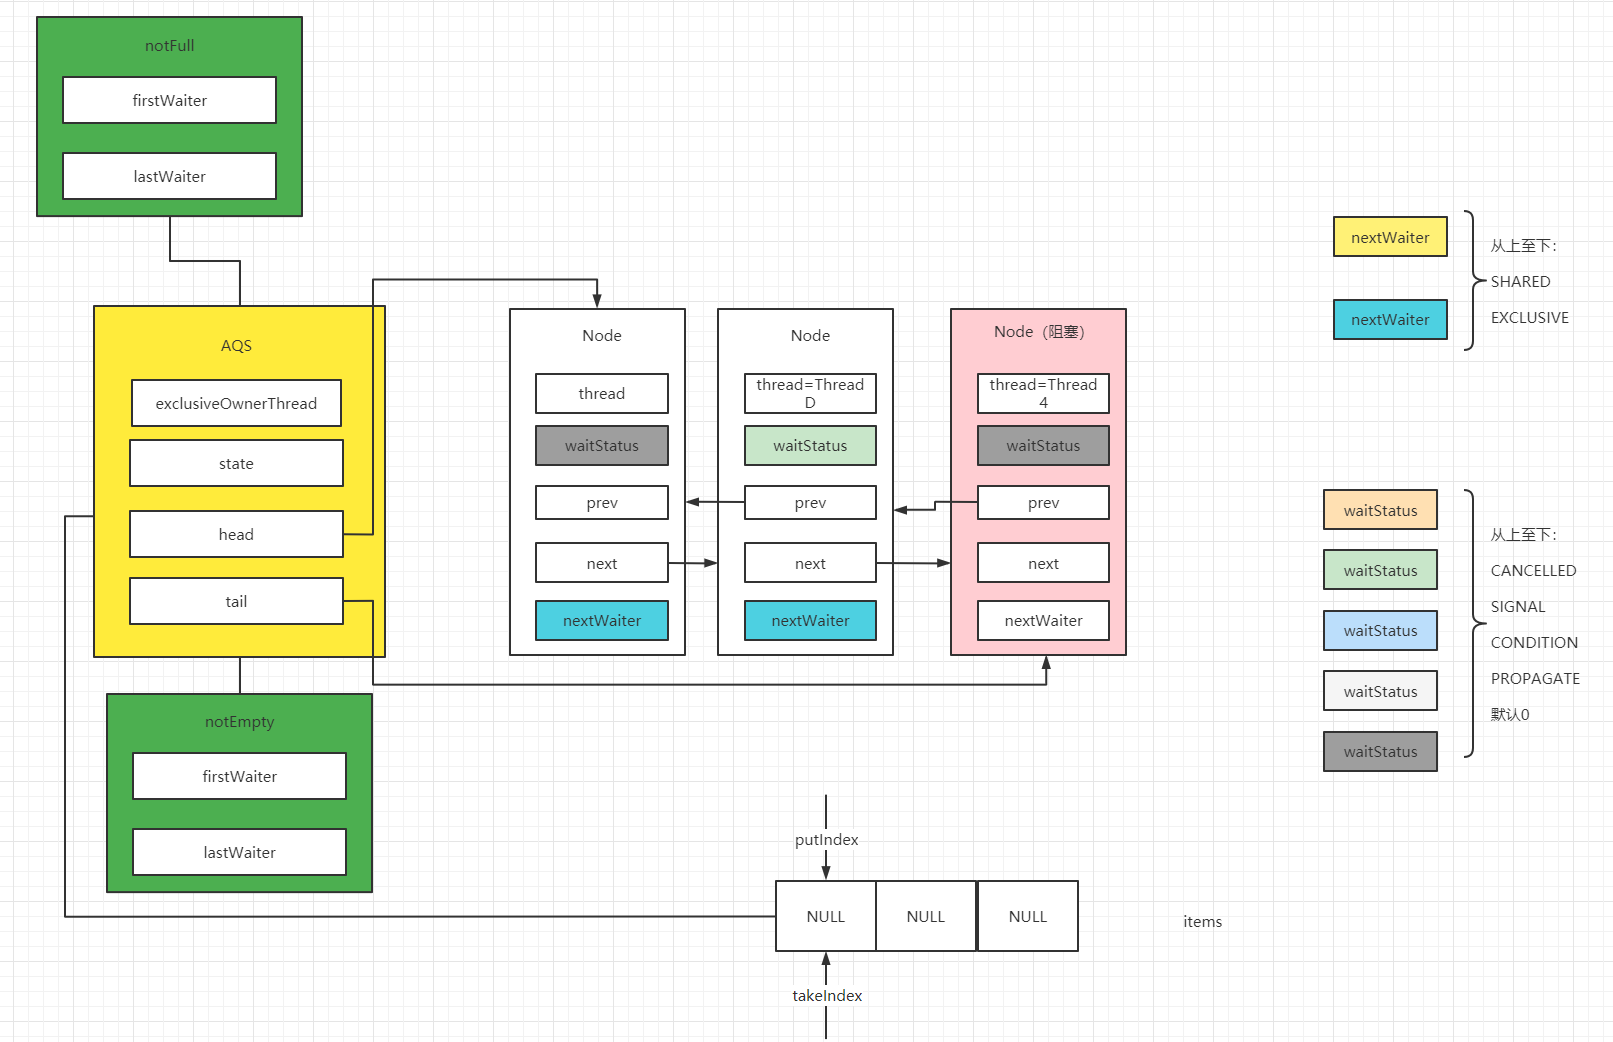 notFull
firstWaiter
lastWaiter
AQS
exclusiveOwnerThread
state
head
tail
notEmpty
firstWaiter
lastWaiter
Node
thread
waitStatus
prev
next
nextWaiter
Node
thread=Thread
D
waitStatus
prev
next
nextWaiter
Node（阻塞）
thread=Thread
4
waitStatus
prev
next
nextWaiter
nextWaiter
nextWaiter
从上至下：
SHARED
EXCLUSIVE
waitStatus
waitStatus
waitStatus
waitStatus
waitStatus
从上至下：
CANCELLED
SIGNAL
CONDITION
PROPAGATE
默认0
putIndex
NULL
NULL
NULL
items
takeIndex